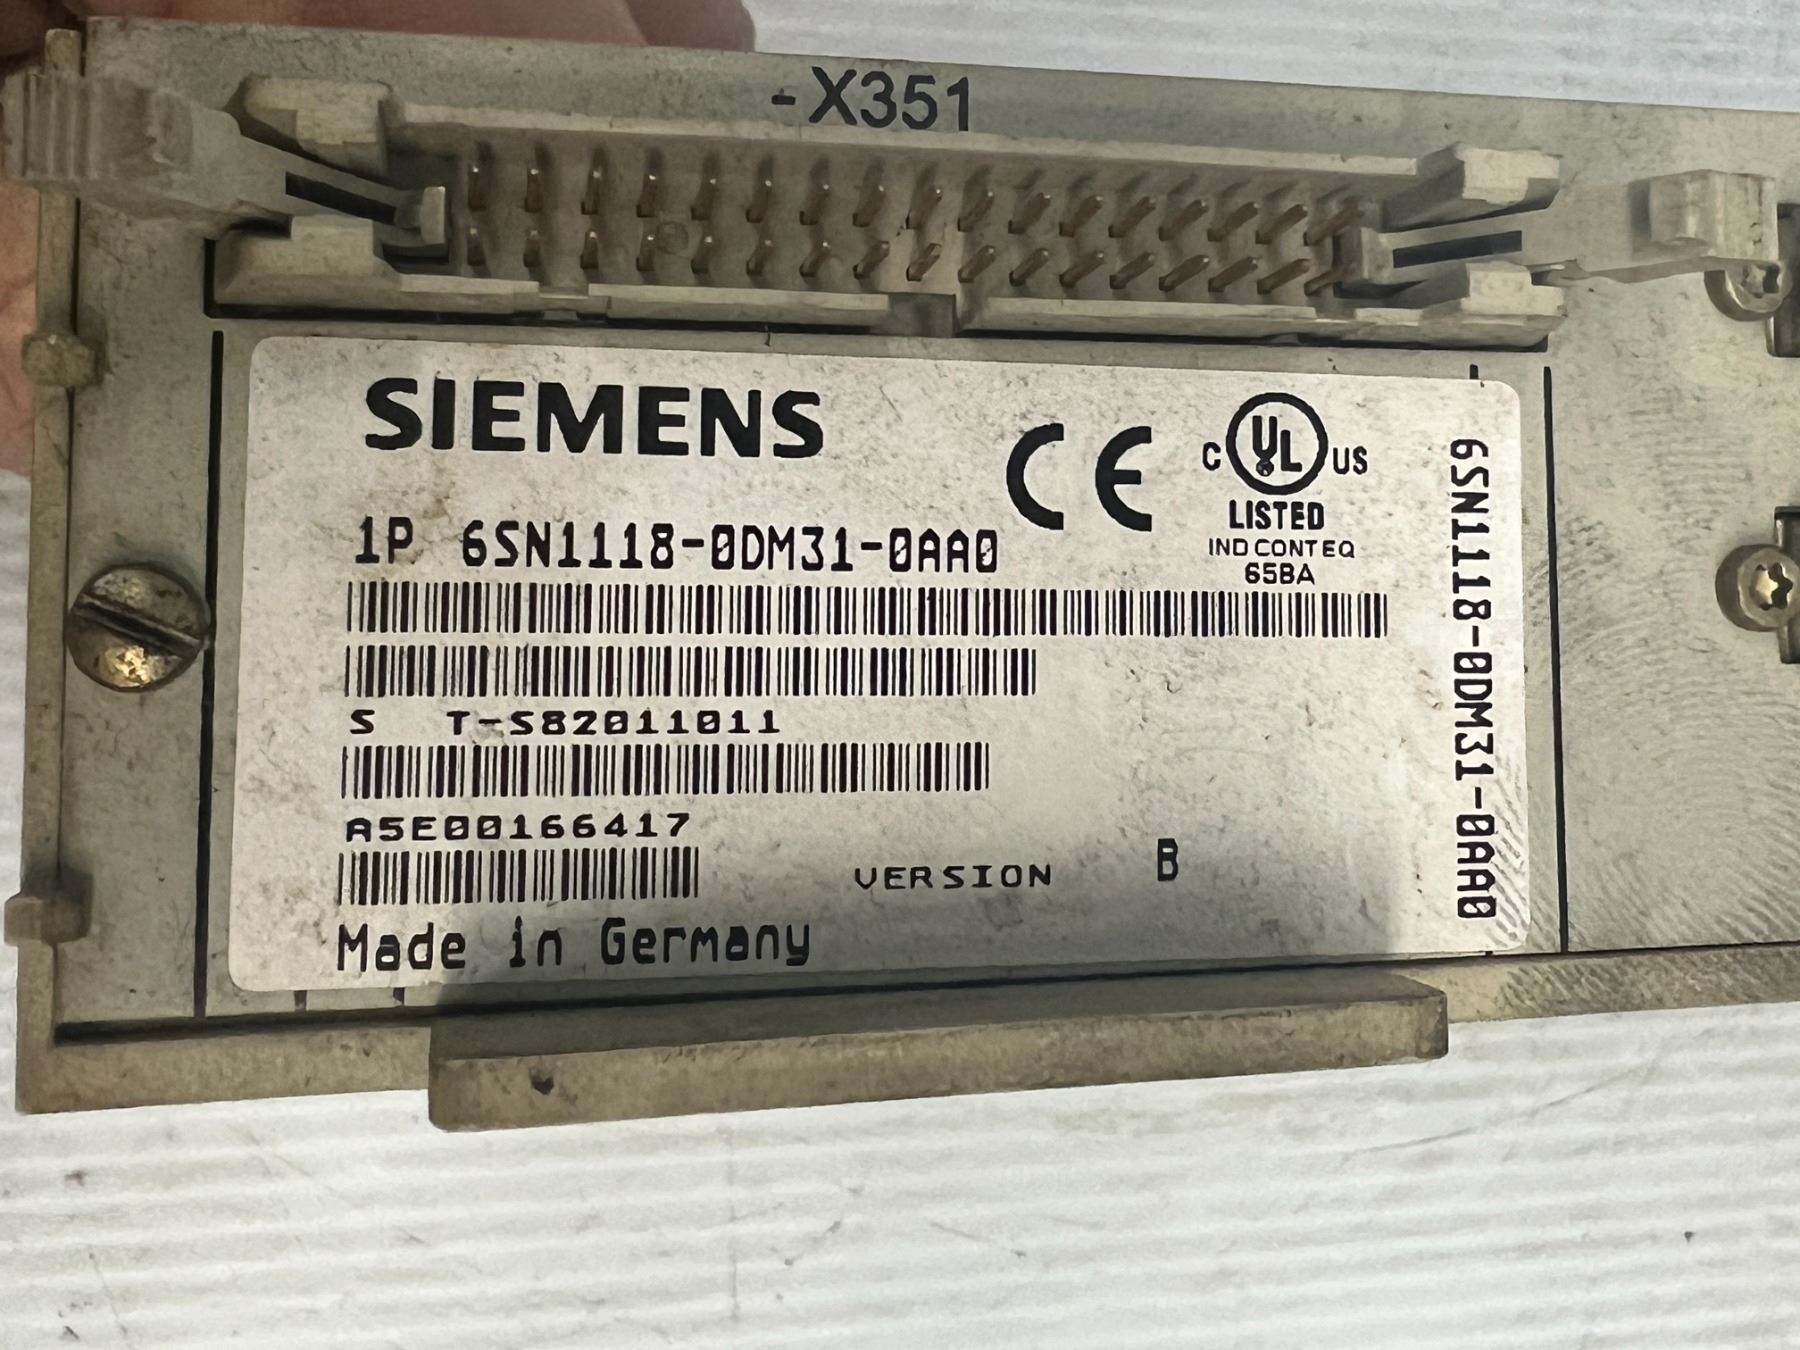 -X351
SIEMENS
CE
C UL US
LISTED
IND CONT EQ
65BA
1P 6SN1118-0DM31-0AA0
S T-S82011011
A5E00166417
VERSION B
Made in Germany
6SN1118-0DM31-0AA0